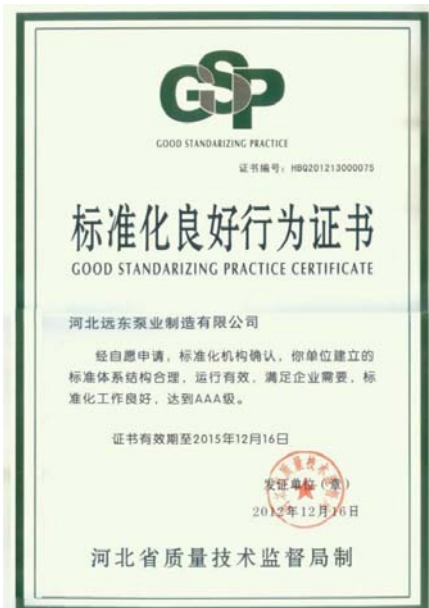 GSP
GOOD STANDARIZING PRACTICE
证书编号：HBQ201213000075
标准化良好行为证书
GOOD STANDARIZING PRACTICE CERTIFICATE
河北远东泵业制造有限公司
经自愿申请，标准化机构确认，你单位建立的
标准体系结构合理，运行有效，满足企业需要，标
准化工作良好，达到AAA级。
证书有效期至2015年12月16日
发证单位（章）
2012年12月16日
河北省质量技术监督局制